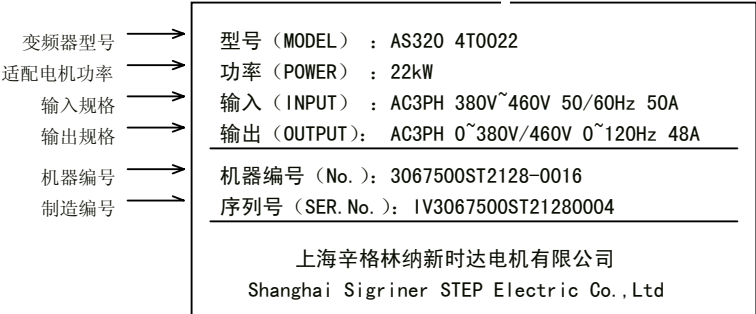 变频器型号 型号（MODEL） ：AS320 4T0022
适配电机功率 功率（POWER） ：22kW
输入规格 输入（INPUT） ：AC3PH 380V~460V 50/60Hz 50A
输出规格 输出（OUTPUT）： AC3PH 0~380V/460V 0~120Hz 48A
机器编号 机器编号（No.）：3067500ST2128-0016
制造编号 序列号（SER.No.）：IV3067500ST21280004
上海辛格林纳新时达电机有限公司
Shanghai Sigriner STEP Electric Co.,Ltd